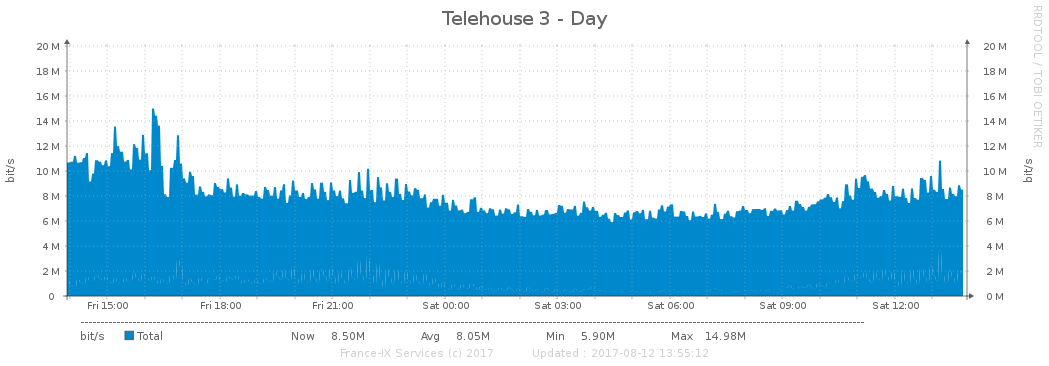 Telehouse 3 - Day
RRDTOOL / TOBI OETIKER
20 M 20 M
18 M 18 M
16 M 16 M
14 M 14 M
12 M 12 M
10 M 10 M
8 M 8 M
6 M 6 M
4 M 4 M
2 M 2 M
0 0 M
bit/s bit/s
Fri 15:00 Fri 18:00 Fri 21:00 Sat 00:00 Sat 03:00 Sat 06:00 Sat 09:00 Sat 12:00
bit/s Total Now 8.50M Avg 8.05M Min 5.90M Max 14.98M
France-IX Services (c) 2017 Updated : 2017-08-12 13:55:12